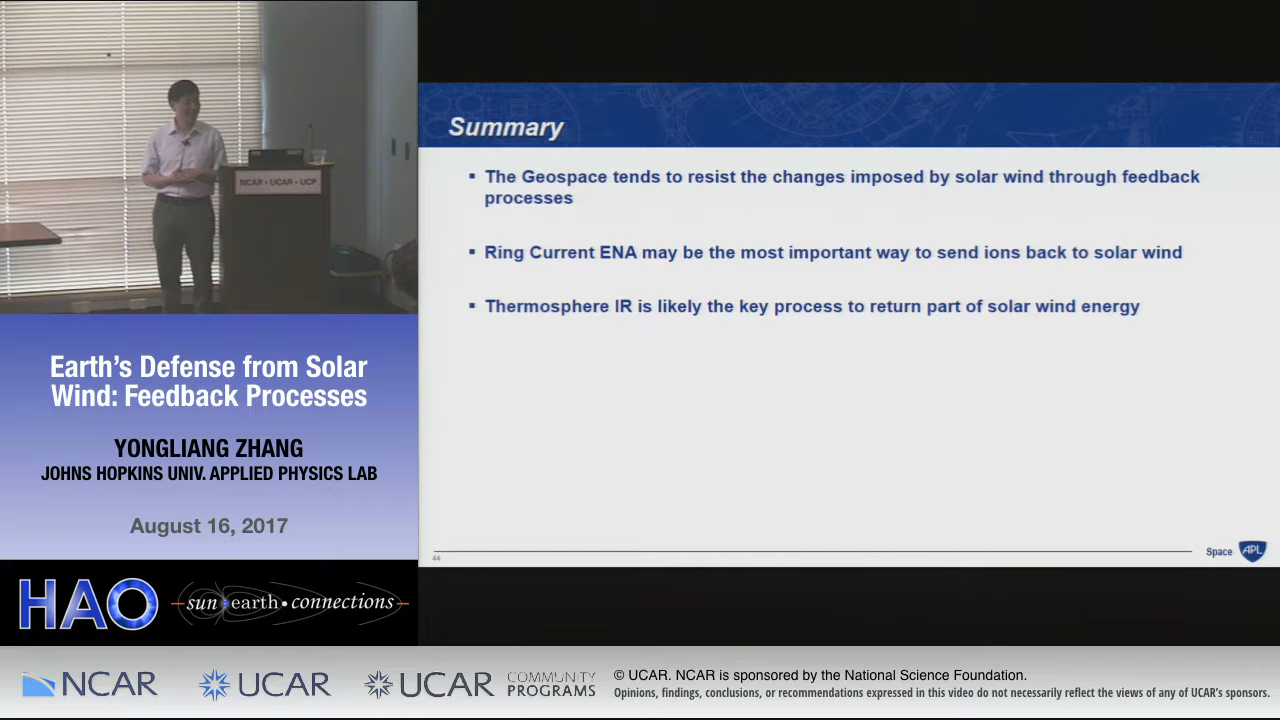 NCAR • UCAR • UCP
Earth's Defense from Solar
Wind: Feedback Processes
YONGLIANG ZHANG
JOHNS HOPKINS UNIV. APPLIED PHYSICS LAB
August 16, 2017
HAO
sun•earth•connections
Summary
▪ The Geospace tends to resist the changes imposed by solar wind through feedback
processes
▪ Ring Current ENA may be the most important way to send ions back to solar wind
▪ Thermosphere IR is likely the key process to return part of solar wind energy
44
Space APL
NCAR
UCAR
UCAR
COMMUNITY
PROGRAMS
© UCAR. NCAR is sponsored by the National Science Foundation.
Opinions, findings, conclusions, or recommendations expressed in this video do not necessarily reflect the views of any of UCAR's sponsors.